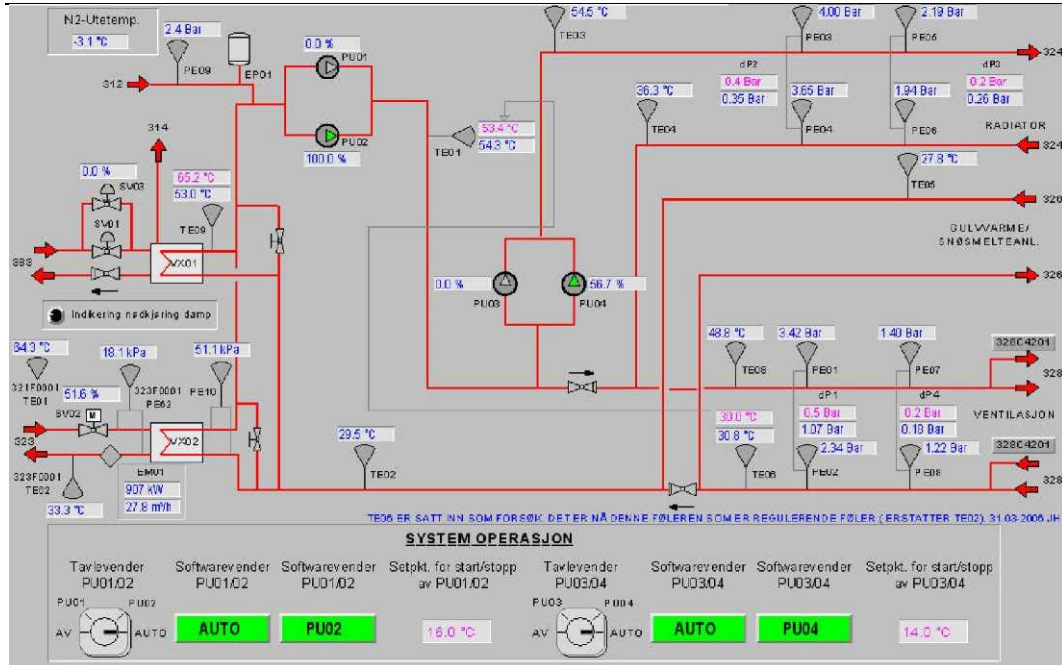 N2-Utetemp.
-3.1 °C
2.4 Bar
PE09
EP01
0.0 %
PU01
PU02
100.0 %
312
54.5 °C
TE03
4.00 Bar
PE03
2.19 Bar
PE05
324
dP2
0.4 Bar
0.35 Bar
dP3
0.2 Bar
0.26 Bar
36.3 °C
TE04
3.65 Bar
PE04
1.94 Bar
PE06
RADIATOR
324
314
53.4 °C
54.3 °C
TE01
27.8 °C
TE05
326
0.0 %
SV03
SV01
65.2 °C
53.0 °C
TE09
VX01
GULVVARME/
SNØSMELTEANL.
326
Indikering nødkjøring damp
0.0 %
PU03
56.7 %
PU04
64.3 °C
321F0001
TE01
18.1 kPa
323F0001
PE62
51.1 kPa
PE10
51.6 %
SV02
M
VX02
323
323F0001
TE02
33.3 °C
EM01
907 kW
27.8 m³/h
29.5 °C
TE02
48.8 °C
TE08
3.42 Bar
PE01
1.40 Bar
PE07
328C4201
328
dP1
0.5 Bar
1.07 Bar
dP4
0.2 Bar
0.18 Bar
VENTILASJON
30.0 °C
30.8 °C
TE06
2.34 Bar
PE02
1.22 Bar
PE08
328C4201
328
TE06 ER SATT INN SOM FORSØK. DET ER NÅ DENNE FØLEREN SOM ER REGULERENDE FØLER ( ERSTATTER TE02). 31.03-2006 JH
SYSTEM OPERASJON
Tavlevender
PU01/02
PU01
PU02
AV
AUTO
Softwarevender
PU01/02
AUTO
Softwarevender
PU01/02
PU02
Setpkt. for start/stopp
av PU01/02
16.0 °C
Tavlevender
PU03/04
PU03
PU04
AV
AUTO
Softwarevender
PU03/04
AUTO
Softwarevender
PU03/04
PU04
Setpkt. for start/stopp
av PU03/04
14.0 °C